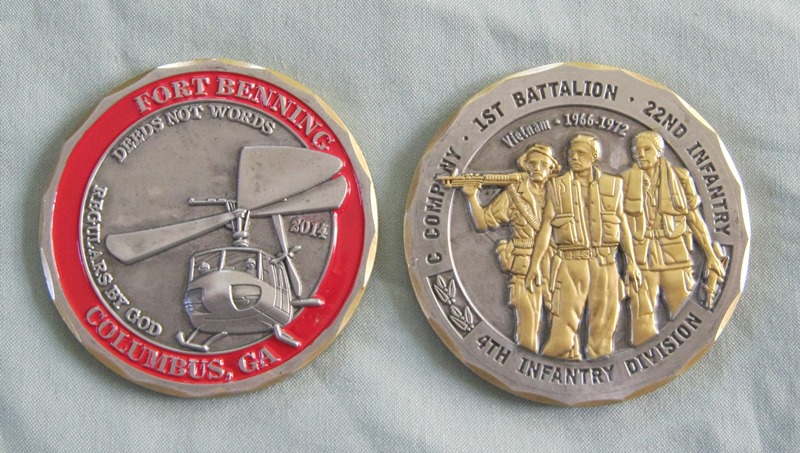 FORT BENNING
DEEDS NOT WORDS
2014
REGULARS BY GOD
COLUMBUS, GA
C COMPANY · 1ST BATTALION · 22ND INFANTRY
Vietnam · 1966-1972
4TH INFANTRY DIVISION